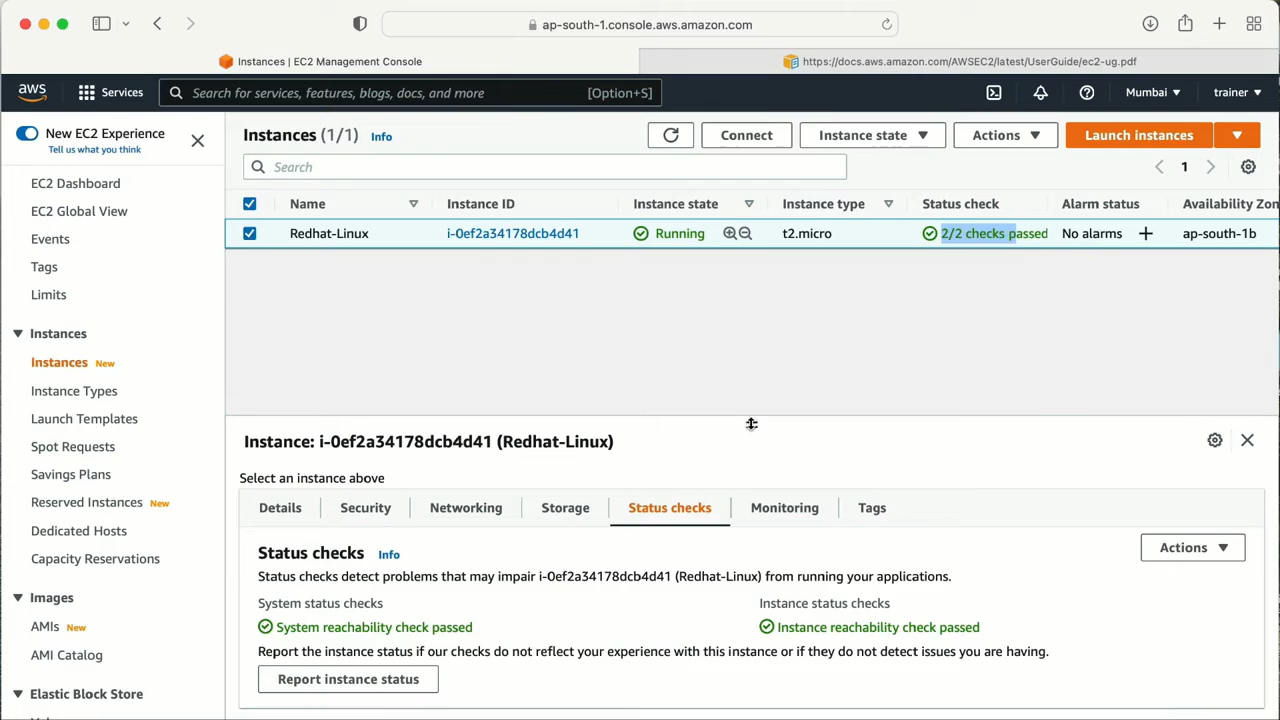 ap-south-1.console.aws.amazon.com
Instances | EC2 Management Console
https://docs.aws.amazon.com/AWSEC2/latest/UserGuide/ec2-ug.pdf
aws
Services
Search for services, features, blogs, docs, and more
[Option+S]
Mumbai
trainer
New EC2 Experience
Tell us what you think
EC2 Dashboard
EC2 Global View
Events
Tags
Limits
Instances
Instances New
Instance Types
Launch Templates
Spot Requests
Savings Plans
Reserved Instances New
Dedicated Hosts
Capacity Reservations
Images
AMIs New
AMI Catalog
Elastic Block Store
Instances (1/1) Info
Connect
Instance state
Actions
Launch instances
Search
1
Name Instance ID Instance state Instance type Status check Alarm status Availability Zon
Redhat-Linux i-0ef2a34178dcb4d41 Running t2.micro 2/2 checks passed No alarms + ap-south-1b
Instance: i-0ef2a34178dcb4d41 (Redhat-Linux)
Select an instance above
Details Security Networking Storage Status checks Monitoring Tags
Status checks Info
Actions
Status checks detect problems that may impair i-0ef2a34178dcb4d41 (Redhat-Linux) from running your applications.
System status checks
Instance status checks
System reachability check passed
Instance reachability check passed
Report the instance status if our checks do not reflect your experience with this instance or if they do not detect issues you are having.
Report instance status